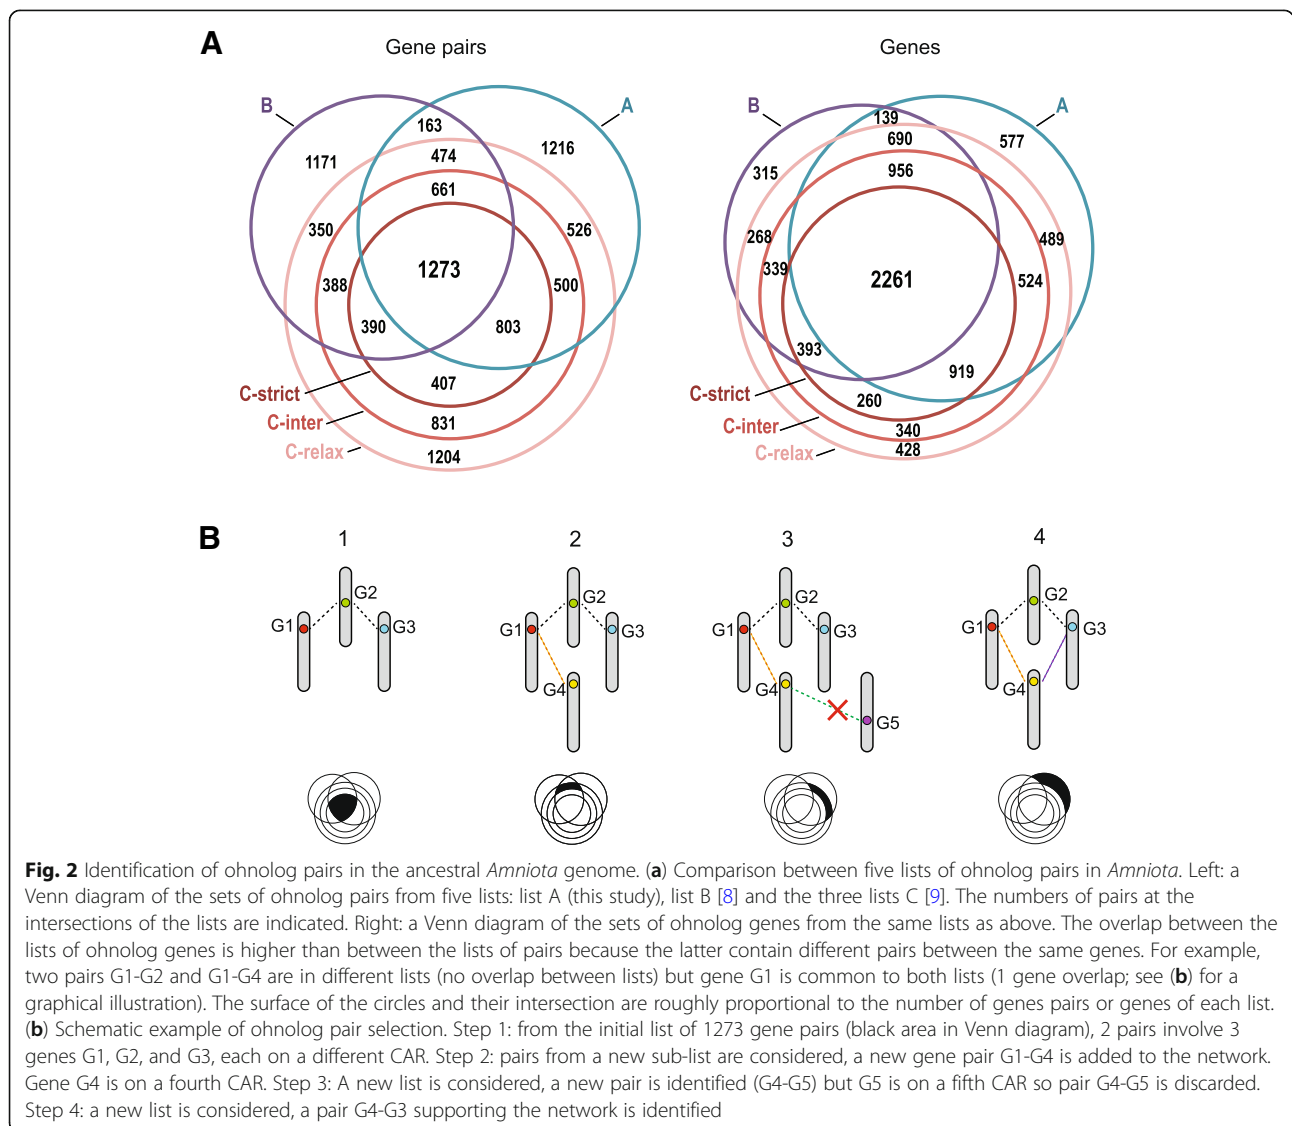 A
Gene pairs
Genes
B
A
163
1171
1216
474
661
350
526
1273
388
500
390
803
407
C-strict
C-inter
831
C-relax
1204
B
A
139
690
577
315
956
268
489
339
524
2261
393
919
260
C-strict
C-inter
340
C-relax
428
B
1
2
3
4
G1
G2
G3
G1
G2
G3
G4
G1
G2
G3
G4
G5
G1
G2
G3
G4
Fig. 2 Identification of ohnolog pairs in the ancestral Amniota genome. (a) Comparison between five lists of ohnolog pairs in Amniota. Left: a
Venn diagram of the sets of ohnolog pairs from five lists: list A (this study), list B [8] and the three lists C [9]. The numbers of pairs at the
intersections of the lists are indicated. Right: a Venn diagram of the sets of ohnolog genes from the same lists as above. The overlap between the
lists of ohnolog genes is higher than between the lists of pairs because the latter contain different pairs between the same genes. For example,
two pairs G1-G2 and G1-G4 are in different lists (no overlap between lists) but gene G1 is common to both lists (1 gene overlap; see (b) for a
graphical illustration). The surface of the circles and their intersection are roughly proportional to the number of genes pairs or genes of each list.
(b) Schematic example of ohnolog pair selection. Step 1: from the initial list of 1273 gene pairs (black area in Venn diagram), 2 pairs involve 3
genes G1, G2, and G3, each on a different CAR. Step 2: pairs from a new sub-list are considered, a new gene pair G1-G4 is added to the network.
Gene G4 is on a fourth CAR. Step 3: A new list is considered, a new pair is identified (G4-G5) but G5 is on a fifth CAR so pair G4-G5 is discarded.
Step 4: a new list is considered, a pair G4-G3 supporting the network is identified